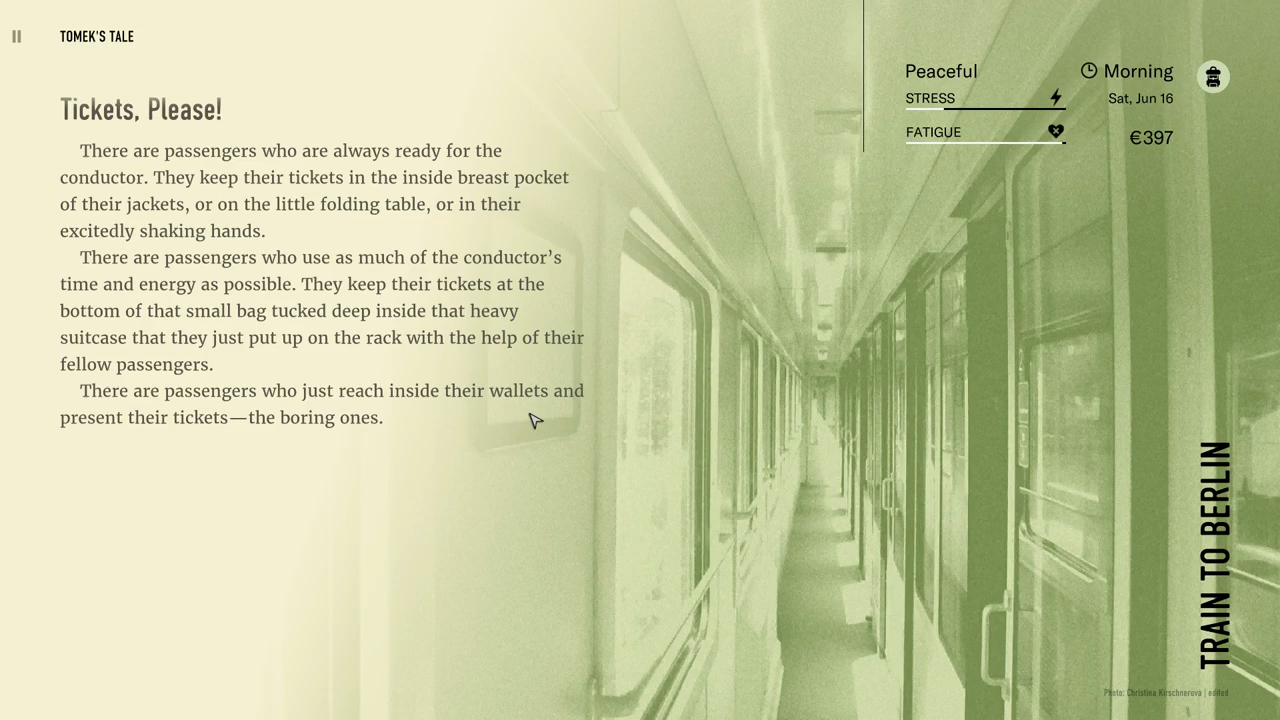 TOMEK'S TALE
Tickets, Please!
There are passengers who are always ready for the
conductor. They keep their tickets in the inside breast pocket
of their jackets, or on the little folding table, or in their
excitedly shaking hands.
There are passengers who use as much of the conductor’s
time and energy as possible. They keep their tickets at the
bottom of that small bag tucked deep inside that heavy
suitcase that they just put up on the rack with the help of their
fellow passengers.
There are passengers who just reach inside their wallets and
present their tickets—the boring ones.
Peaceful
STRESS
FATIGUE
Morning
Sat, Jun 16
€397
TRAIN TO BERLIN
Photo: Christina Kirschnerova | edited